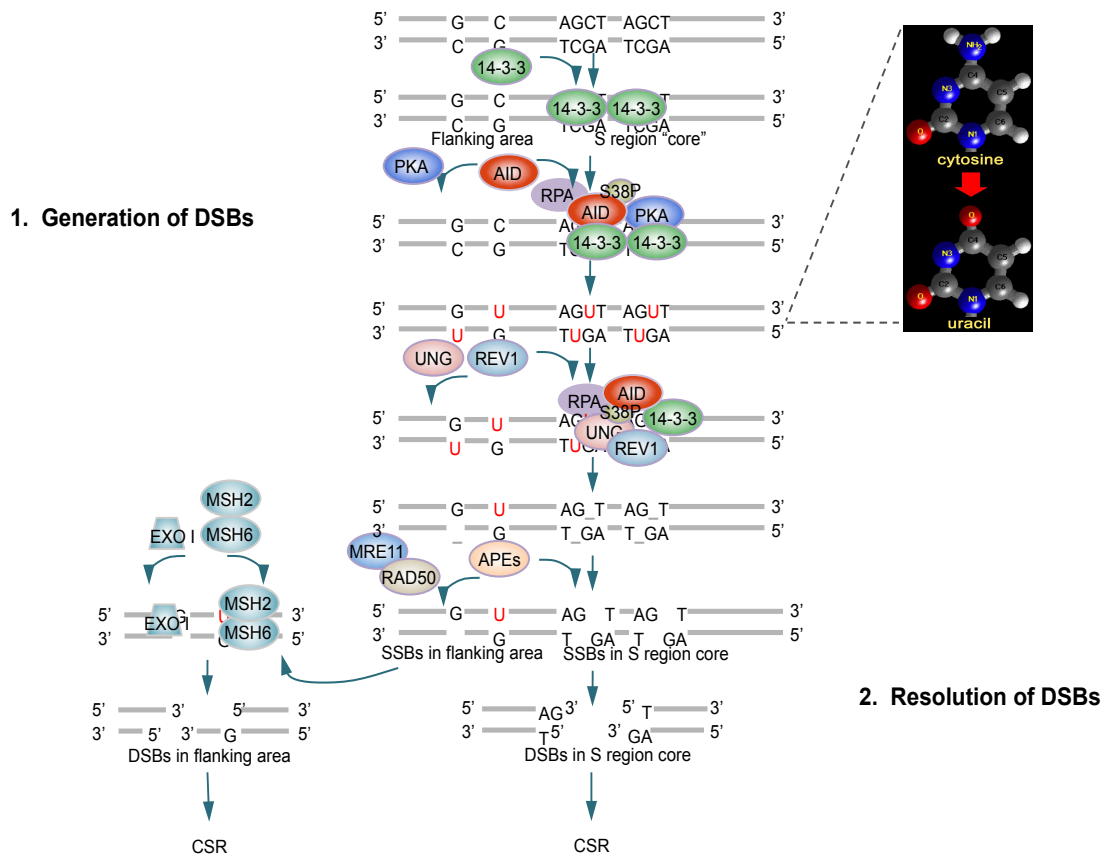 5’ G C AGCT AGCT 3’
3’ C G TCGA TCGA 5’
14-3-3
5’ G C 14-3-3 14-3-3 T 3’
3’ C G TCGA TCGA 5’
Flanking area S region “core”
PKA AID RPA S38P
AID PKA
1. Generation of DSBs
5’ G C AG A 3’
3’ C G 14-3-3 14-3-3 5’
5’ G U AGUT AGUT 3’
3’ U G TUGA TUGA 5’
UNG REV1
RPA AID
S38P 14-3-3
5’ G U AG AG 3’
3’ U G TU UNG REV1 A 5’
5’ G U AG_T AG_T 3’
3’ _ G T_GA T_GA 5’
MRE11 RAD50 APEs
5’ G U AG T AG T 3’
3’ G T GA T GA 5’
SSBs in flanking area SSBs in S region core
MSH2
EXO I MSH6
5’ EXO I G U MSH2 3’
3’ G MSH6 5’
5’ 3’ 5’ 3’
3’ 5’ 3’ G 5’
DSBs in flanking area
5’ AG 3’ 5’ T 3’
3’ T 5’ 3’ GA 5’
DSBs in S region core
2. Resolution of DSBs
CSR CSR
NH₂
C4
N3 C5
C2 C6
O N1
cytosine
O
C4
N3 C5
C2 C6
O N1
uracil